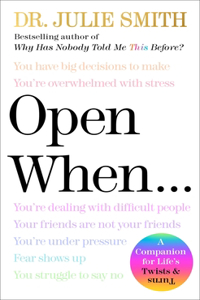 DR. JULIE SMITH
Bestselling author of
Why Has Nobody Told Me This Before?
You have big decisions to make
You're overwhelmed with stress
Open
When...
You're dealing with difficult people
Your friends are not your friends
You're under pressure
Fear shows up
You struggle to say no
A
Companion
for Life's
Twists &
Turns